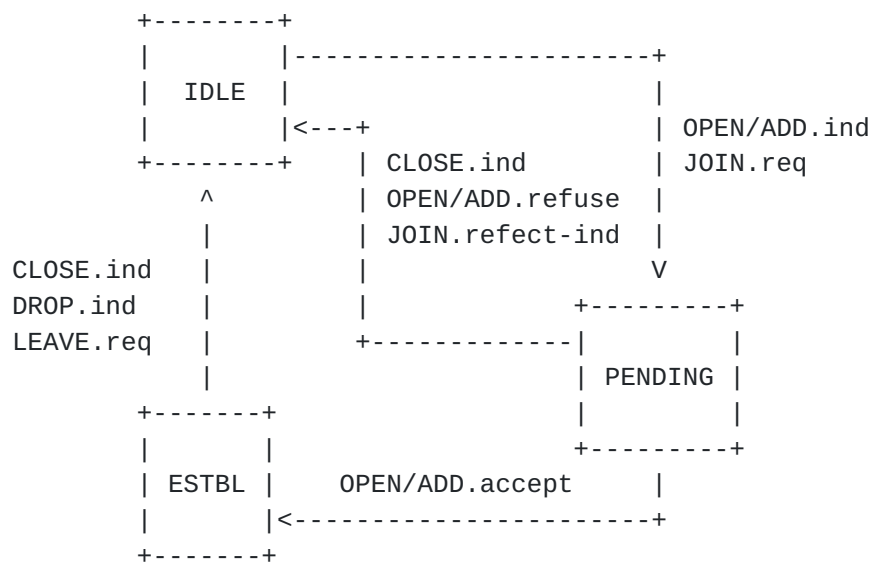 IDLE
OPEN/ADD.ind
JOIN.req
CLOSE.ind
OPEN/ADD.refuse
JOIN.refect-ind
CLOSE.ind
DROP.ind
LEAVE.req
PENDING
ESTBL
OPEN/ADD.accept